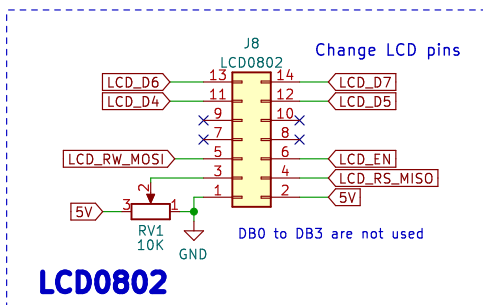 J8
LCD0802
Change LCD pins
LCD_D6 13 14 LCD_D7
LCD_D4 11 12 LCD_D5
9 10
7 8
LCD_RW_MOSI 5 6 LCD_EN
3 4 LCD_RS_MISO
1 2 5V
5V 3 2 1
RV1
10K
GND
DB0 to DB3 are not used
LCD0802